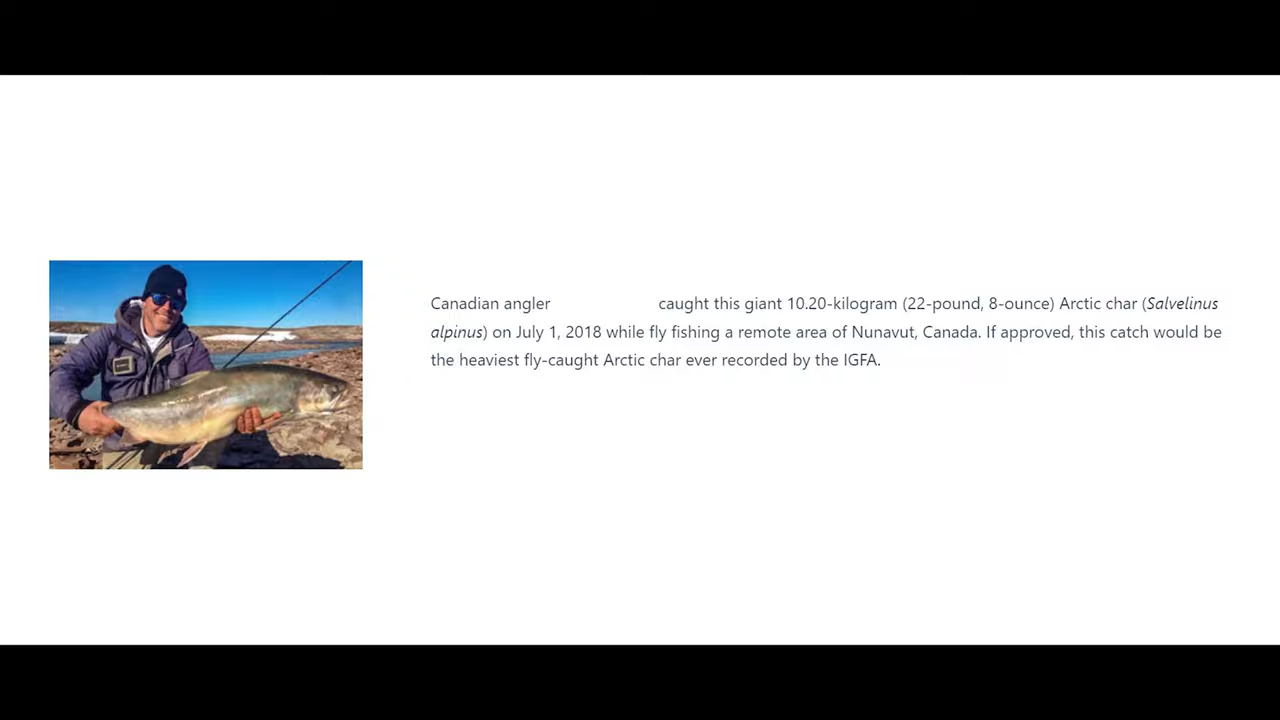 Canadian angler caught this giant 10.20-kilogram (22-pound, 8-ounce) Arctic char (Salvelinus
alpinus) on July 1, 2018 while fly fishing a remote area of Nunavut, Canada. If approved, this catch would be
the heaviest fly-caught Arctic char ever recorded by the IGFA.